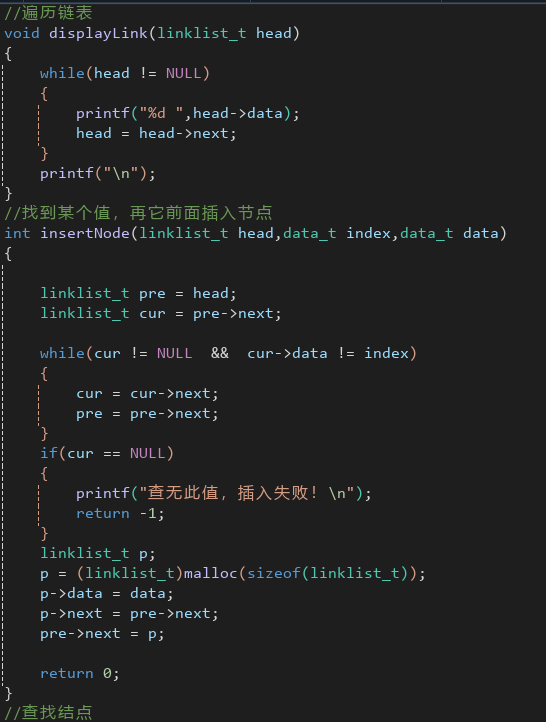 //遍历链表
void displayLink(linklist_t head)
{
    while(head != NULL)
    {
        printf("%d ",head->data);
        head = head->next;
    }
    printf("\n");
}
//找到某个值，再它前面插入节点
int insertNode(linklist_t head,data_t index,data_t data)
{
    linklist_t pre = head;
    linklist_t cur = pre->next;
    while(cur != NULL  &&  cur->data != index)
    {
        cur = cur->next;
        pre = pre->next;
    }
    if(cur == NULL)
    {
        printf("查无此值，插入失败！\n");
        return -1;
    }
    linklist_t p;
    p = (linklist_t)malloc(sizeof(linklist_t));
    p->data = data;
    p->next = pre->next;
    pre->next = p;
    return 0;
}
//查找结点